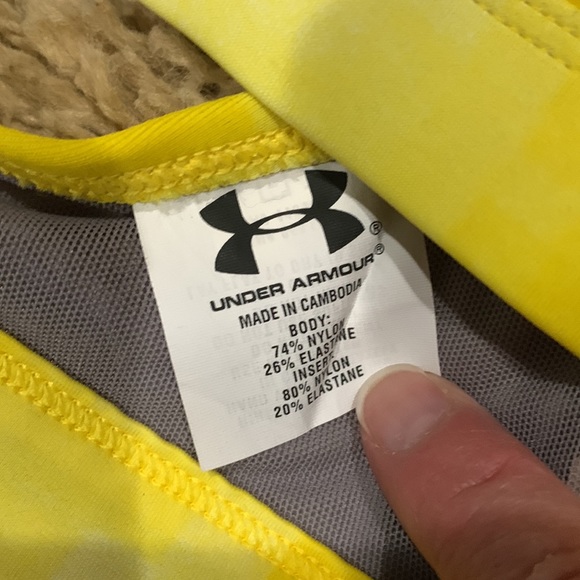 UNDER ARMOUR®
MADE IN CAMBODIA
BODY:
74% NYLON
26% ELASTANE
INSERT
80% NYLON
20% ELASTANE